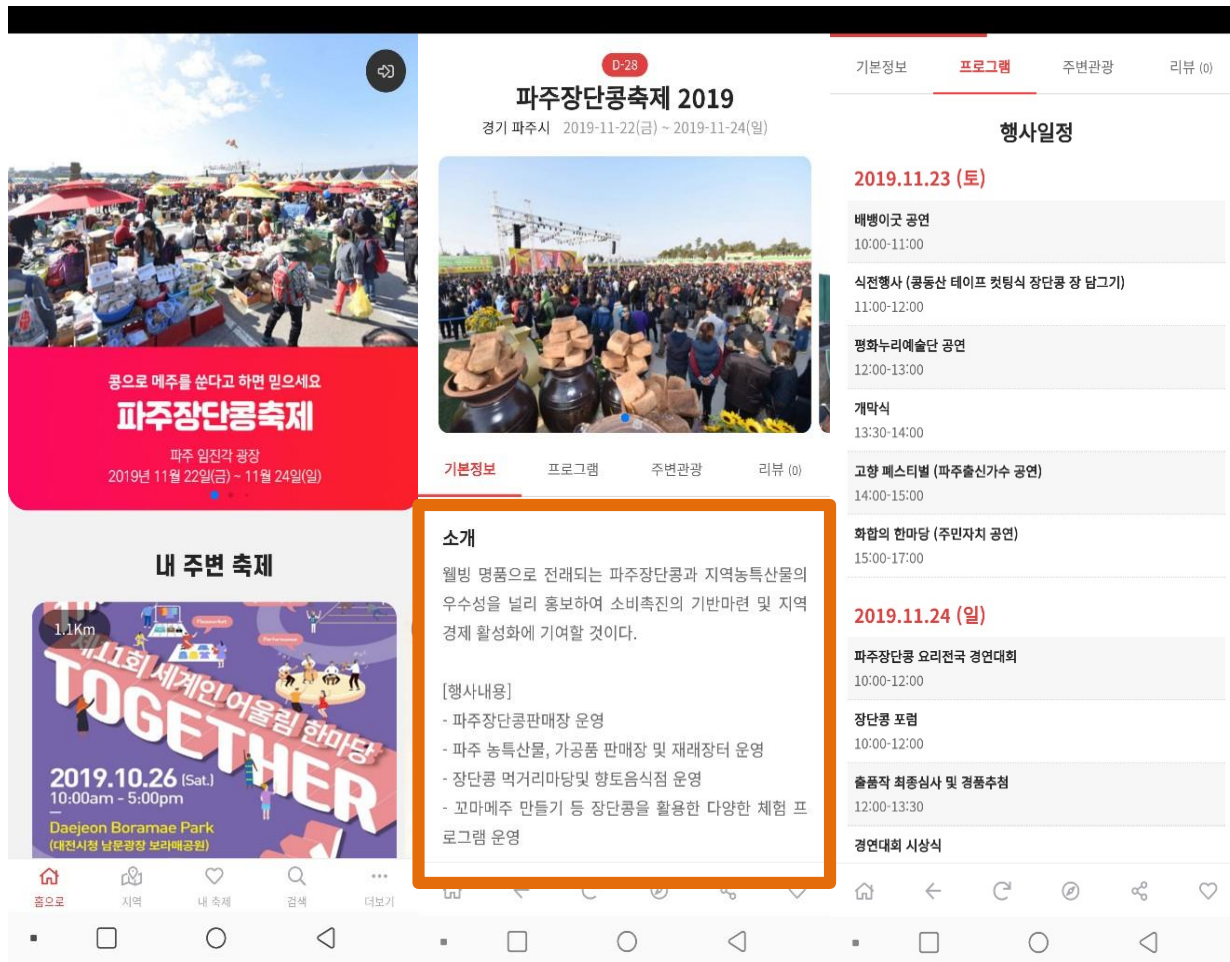 콩으로 메주를 쑨다고 하면 믿으세요
파주장단콩축제
파주 임진각 광장
2019년 11월 22일(금) ~ 11월 24일(일)
내 주변 축제
1.1Km
제11회 세계인 어울림 한마당
TOGETHER
2019.10.26 (Sat.)
10:00am - 5:00pm
Daejeon Boramae Park
(대전시청 남문광장 보라매공원)
홈으로 지역 내 축제 검색 더보기
D-28
파주장단콩축제 2019
경기 파주시 2019-11-22(금) ~ 2019-11-24(일)
기본정보 프로그램 주변관광 리뷰 (0)
소개
웰빙 명품으로 전래되는 파주장단콩과 지역농특산물의
우수성을 널리 홍보하여 소비촉진의 기반마련 및 지역
경제 활성화에 기여할 것이다.
[행사내용]
- 파주장단콩판매장 운영
- 파주 농특산물, 가공품 판매장 및 재래장터 운영
- 장단콩 먹거리마당및 향토음식점 운영
- 꼬마메주 만들기 등 장단콩을 활용한 다양한 체험 프
로그램 운영
기본정보 프로그램 주변관광 리뷰 (0)
행사일정
2019.11.23 (토)
배뱅이굿 공연
10:00-11:00
식전행사 (콩동산 테이프 컷팅식 장단콩 장 담그기)
11:00-12:00
평화누리예술단 공연
12:00-13:00
개막식
13:30-14:00
고향 페스티벌 (파주출신가수 공연)
14:00-15:00
화합의 한마당 (주민자치 공연)
15:00-17:00
2019.11.24 (일)
파주장단콩 요리전국 경연대회
10:00-12:00
장단콩 포럼
10:00-12:00
출품작 최종심사 및 경품추첨
12:00-13:30
경연대회 시상식